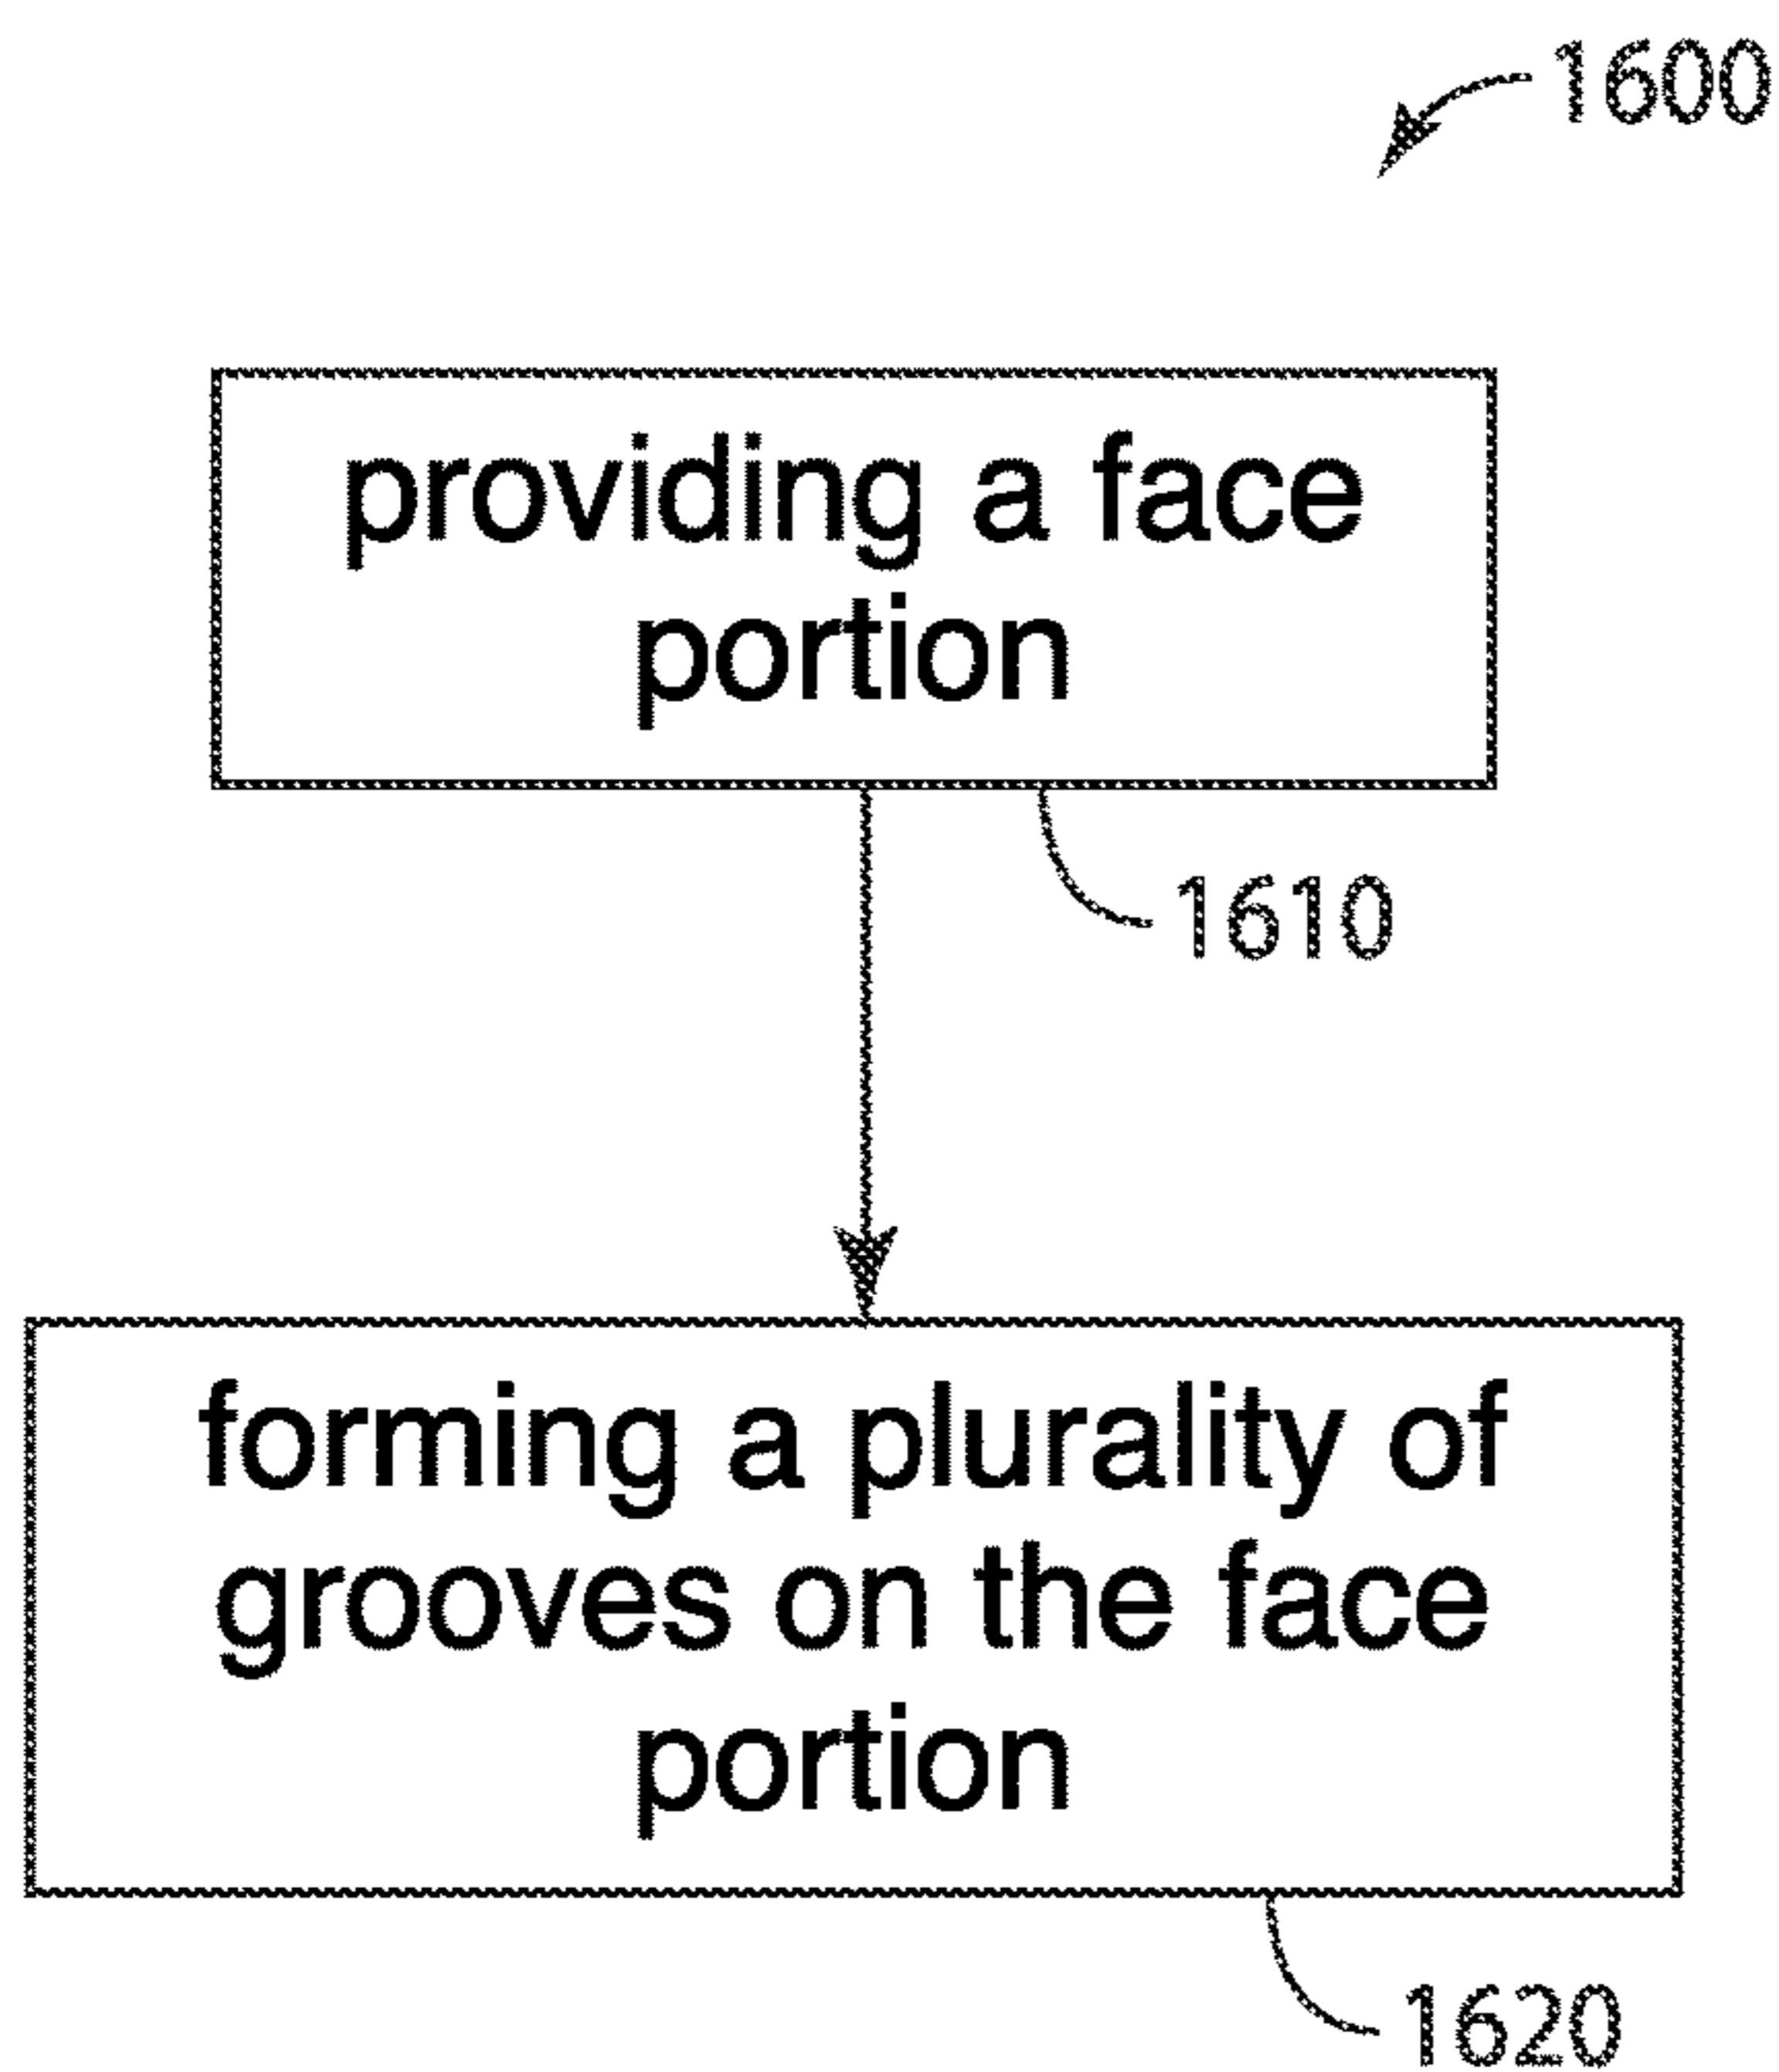 1600
providing a face
portion
1610
forming a plurality of
grooves on the face
portion
1620